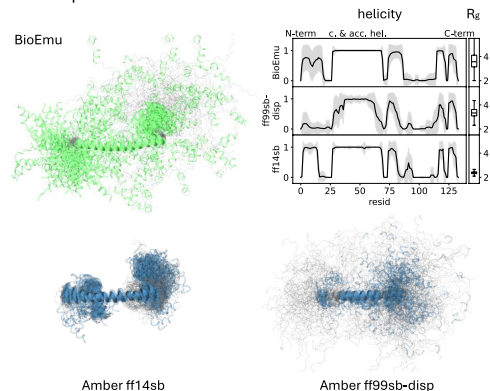 BioEmu
helicity
Rg
N-term
c. & acc. hel.
C-term
BioEmu
1
0
4
2
ff99sb-
disp
1
0
4
2
ff14sb
1
0
4
2
0 25 50 75 100 125
resid
Amber ff14sb
Amber ff99sb-disp